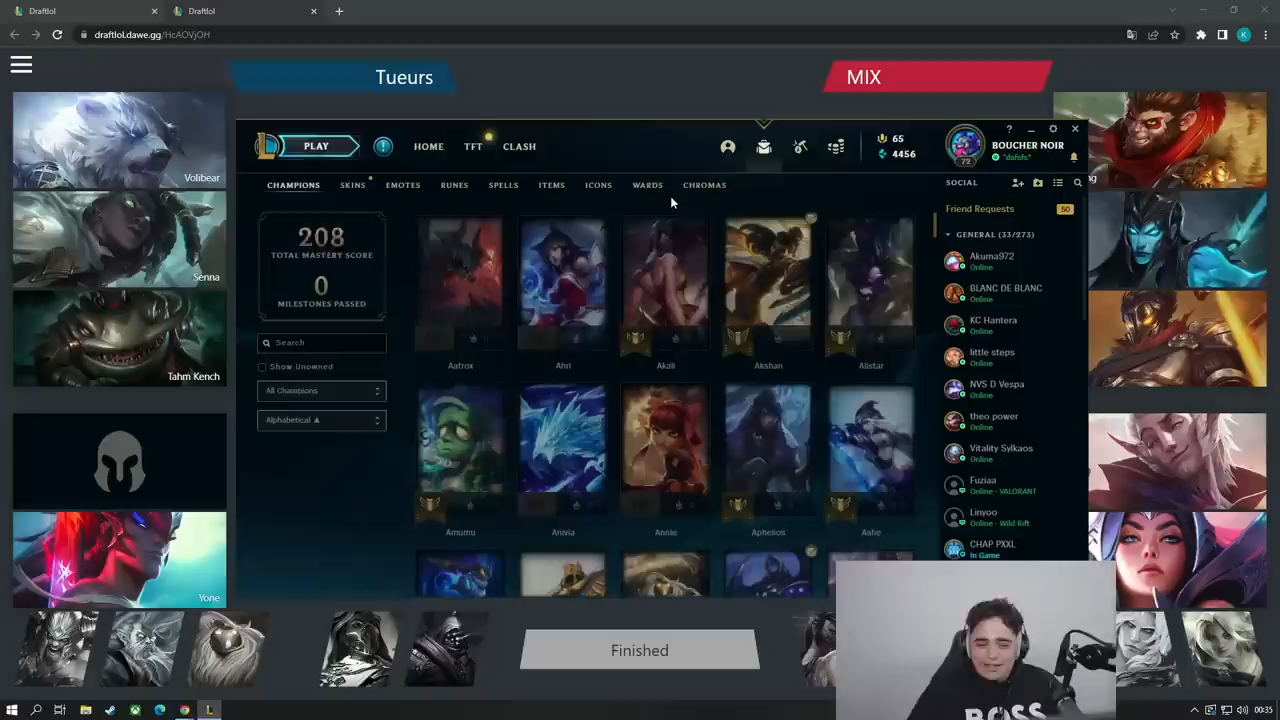 Draftlol
Draftlol
draftlol.dawe.gg/HcAOVjOH
K
Tueurs
MIX
PLAY
HOME
TFT
CLASH
65
4456
72
BOUCHER NOIR
"dsfsfs"
CHAMPIONS
SKINS
EMOTES
RUNES
SPELLS
ITEMS
ICONS
WARDS
CHROMAS
SOCIAL
Volibear
Senna
Tahm Kench
Yone
208
TOTAL MASTERY SCORE
0
MILESTONES PASSED
Search
Show Unowned
All Champions
Alphabetical ▲
Aatrox
Ahri
Akali
Akshan
Alistar
Amumu
Anivia
Annie
Aphelios
Ashe
Friend Requests
50
GENERAL (33/273)
Akuma972
Online
BLANC DE BLANC
Online
KC Hantera
Online
little steps
Online
NVS D Vespa
Online
theo power
Online
Vitality Sylkaos
Online
Fuziaa
Online - VALORANT
Linyoo
Online - Wild Rift
CHAP PXXL
In Game
Finished
BOSS
00:35